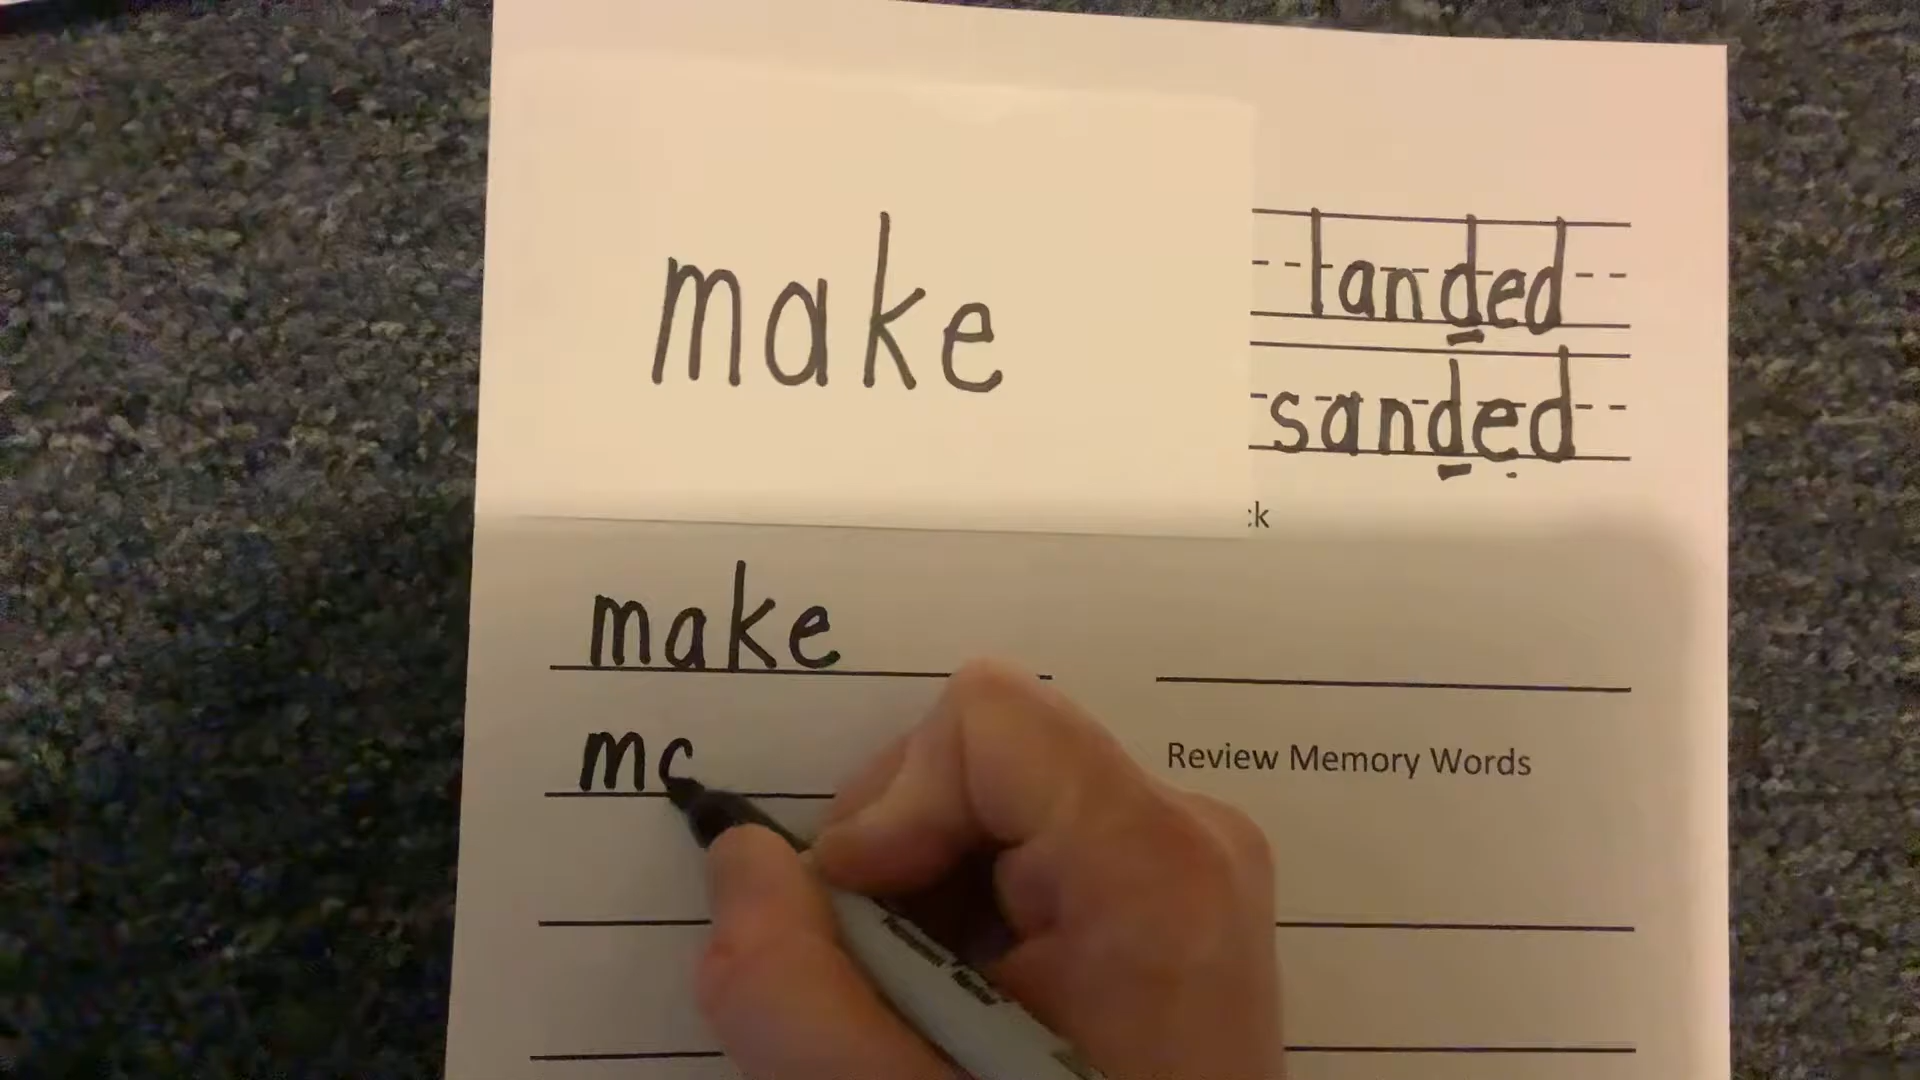 make
landed
sanded
:k
make
mc
Review Memory Words